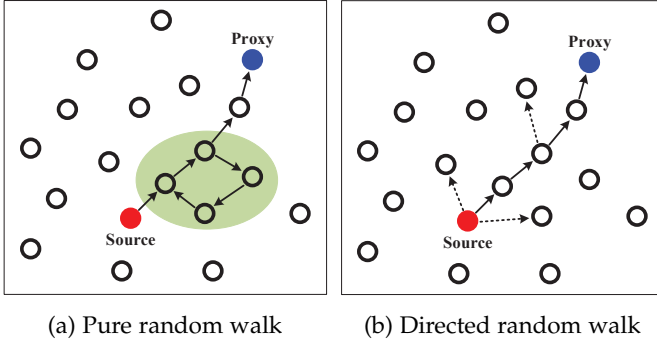 Proxy
Source
(a) Pure random walk
Proxy
Source
(b) Directed random walk